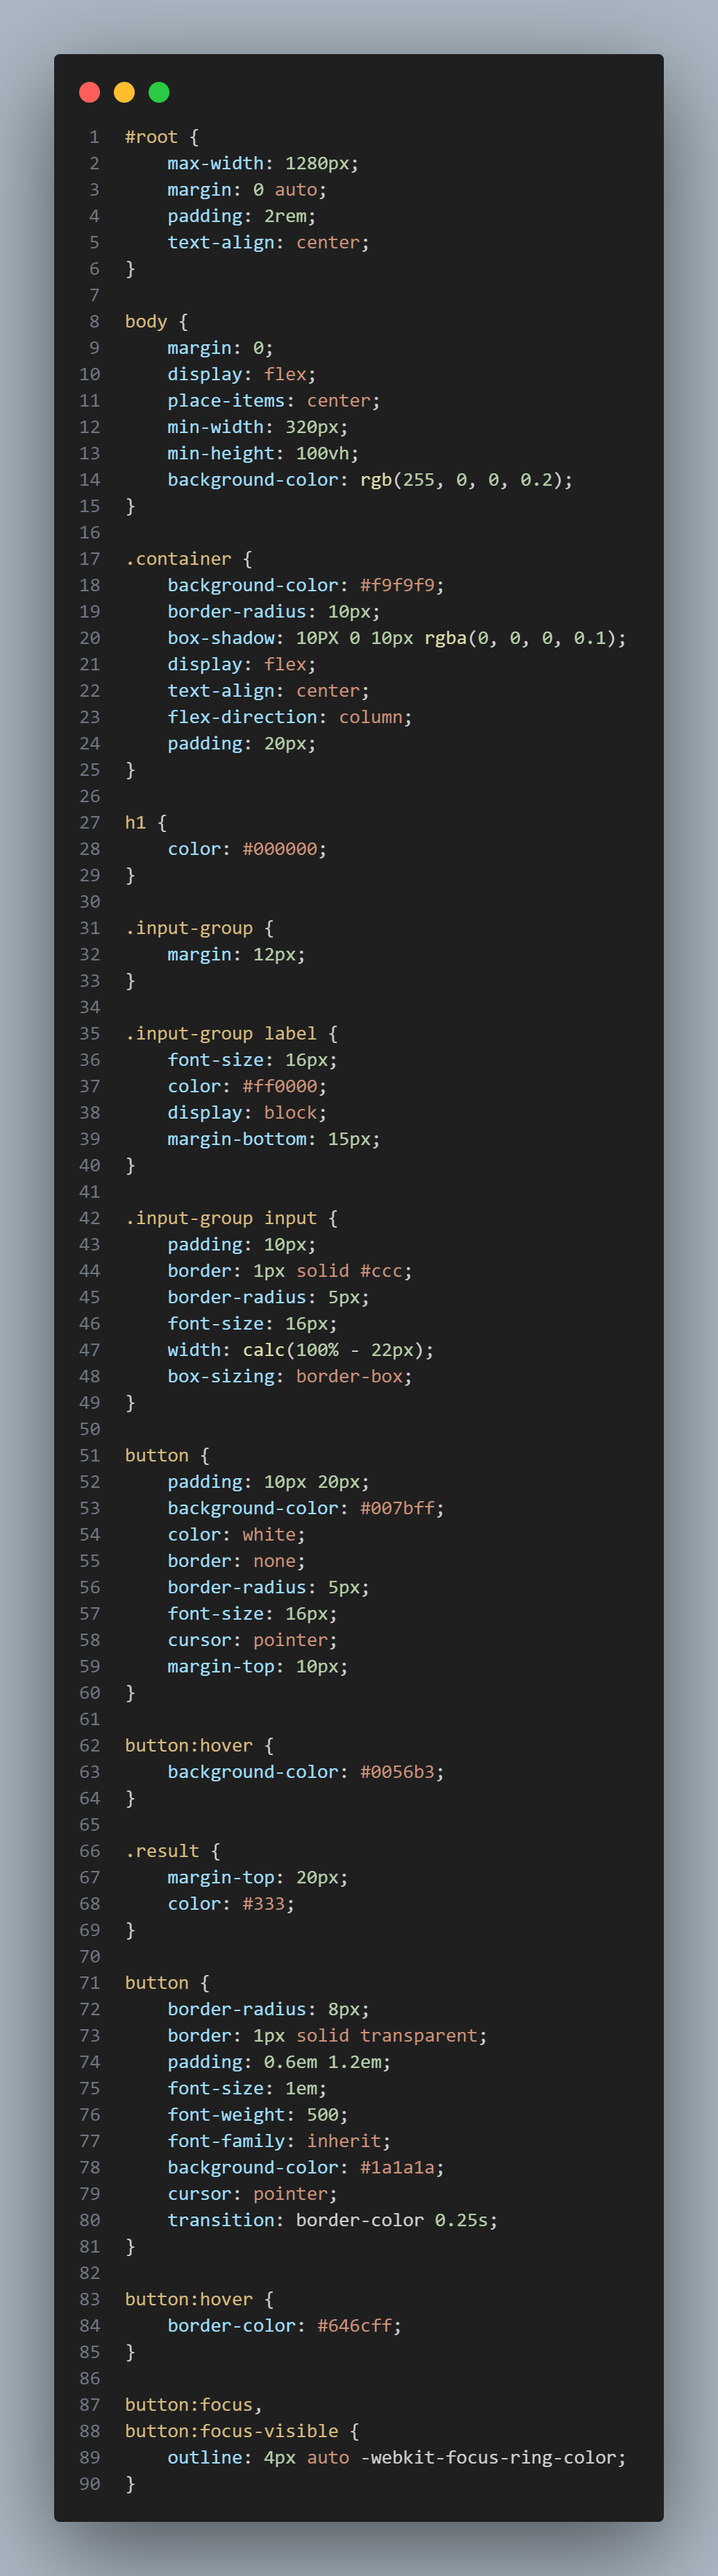 1 #root {
2     max-width: 1280px;
3     margin: 0 auto;
4     padding: 2rem;
5     text-align: center;
6 }
7
8 body {
9     margin: 0;
10     display: flex;
11     place-items: center;
12     min-width: 320px;
13     min-height: 100vh;
14     background-color: rgb(255, 0, 0, 0.2);
15 }
16
17 .container {
18     background-color: #f9f9f9;
19     border-radius: 10px;
20     box-shadow: 10PX 0 10px rgba(0, 0, 0, 0.1);
21     display: flex;
22     text-align: center;
23     flex-direction: column;
24     padding: 20px;
25 }
26
27 h1 {
28     color: #000000;
29 }
30
31 .input-group {
32     margin: 12px;
33 }
34
35 .input-group label {
36     font-size: 16px;
37     color: #ff0000;
38     display: block;
39     margin-bottom: 15px;
40 }
41
42 .input-group input {
43     padding: 10px;
44     border: 1px solid #ccc;
45     border-radius: 5px;
46     font-size: 16px;
47     width: calc(100% - 22px);
48     box-sizing: border-box;
49 }
50
51 button {
52     padding: 10px 20px;
53     background-color: #007bff;
54     color: white;
55     border: none;
56     border-radius: 5px;
57     font-size: 16px;
58     cursor: pointer;
59     margin-top: 10px;
60 }
61
62 button:hover {
63     background-color: #0056b3;
64 }
65
66 .result {
67     margin-top: 20px;
68     color: #333;
69 }
70
71 button {
72     border-radius: 8px;
73     border: 1px solid transparent;
74     padding: 0.6em 1.2em;
75     font-size: 1em;
76     font-weight: 500;
77     font-family: inherit;
78     background-color: #1a1a1a;
79     cursor: pointer;
80     transition: border-color 0.25s;
81 }
82
83 button:hover {
84     border-color: #646cff;
85 }
86
87 button:focus,
88 button:focus-visible {
89     outline: 4px auto -webkit-focus-ring-color;
90 }